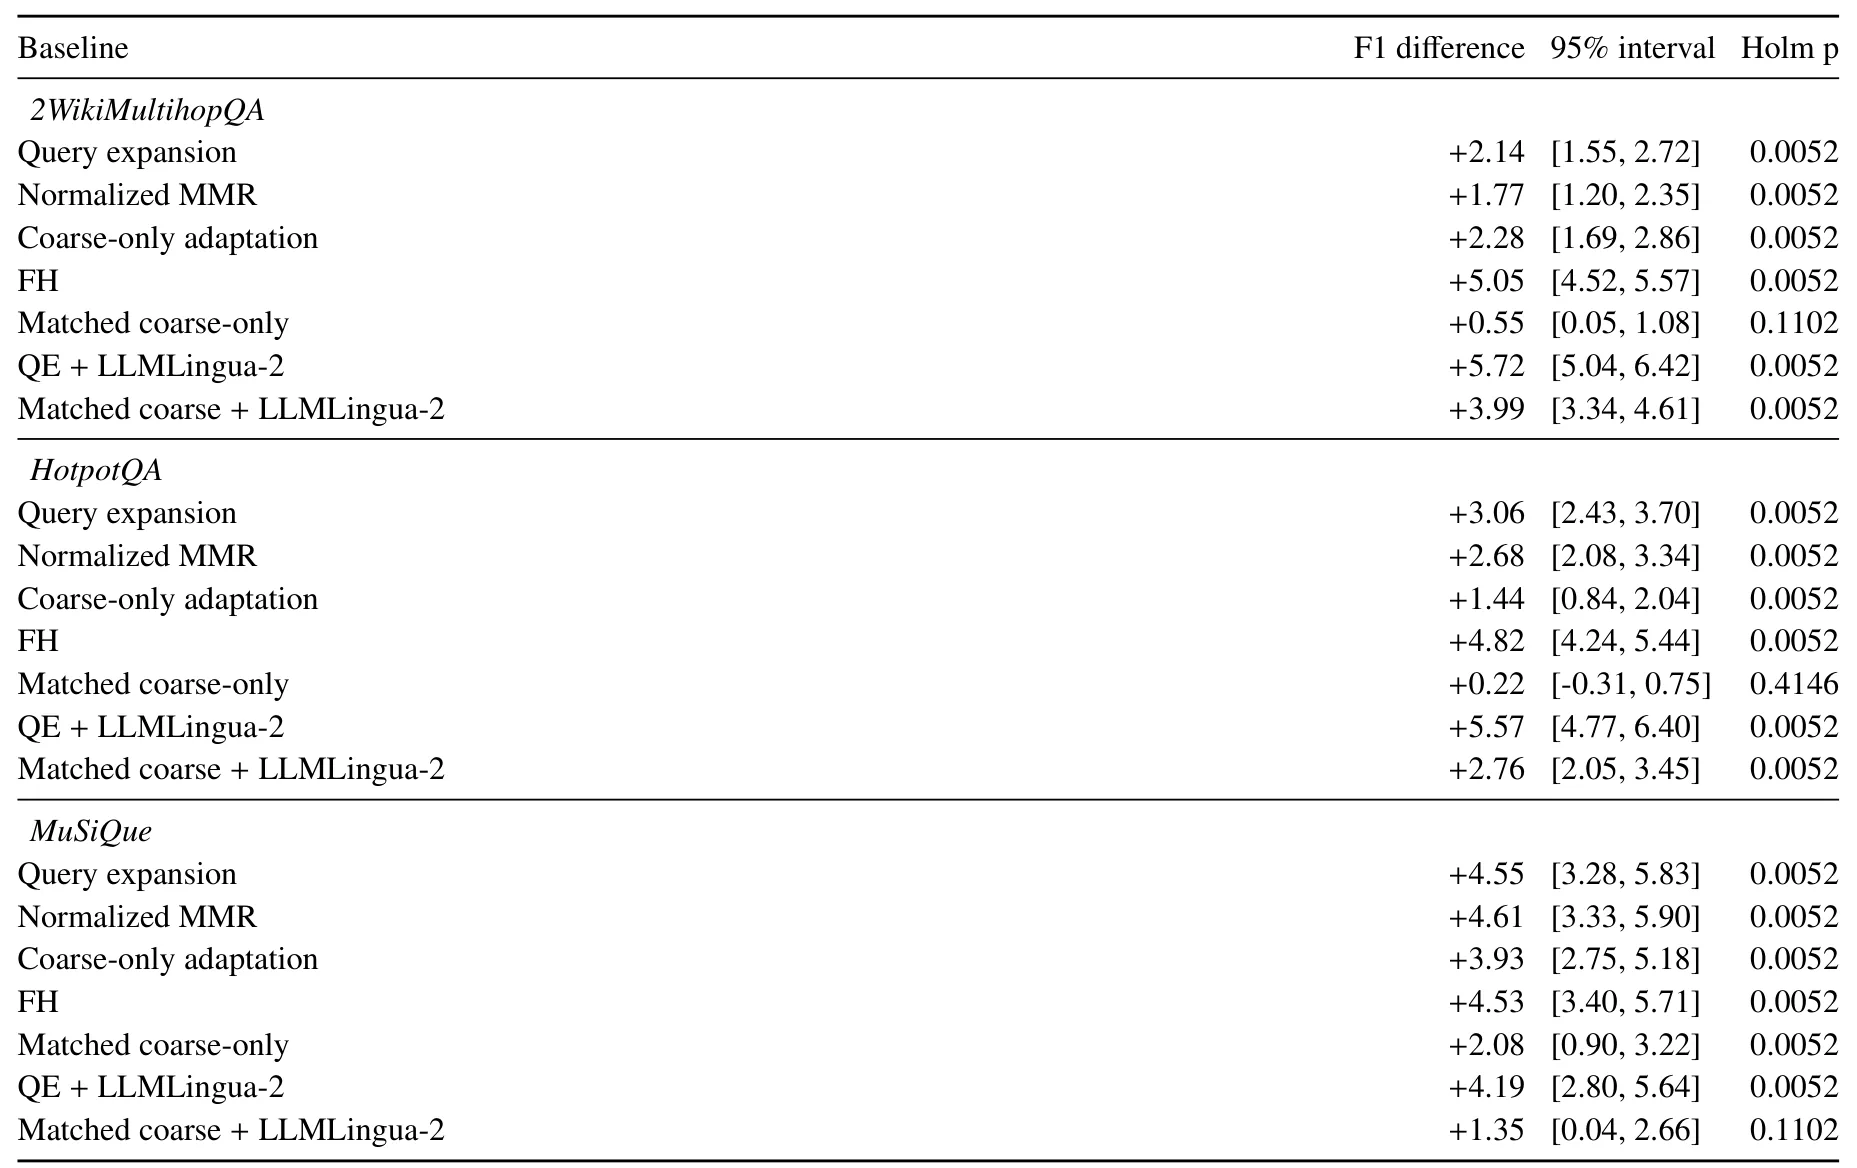 Baseline F1 difference 95% interval Holm p
2WikiMultihopQA
Query expansion +2.14 [1.55, 2.72] 0.0052
Normalized MMR +1.77 [1.20, 2.35] 0.0052
Coarse-only adaptation +2.28 [1.69, 2.86] 0.0052
FH +5.05 [4.52, 5.57] 0.0052
Matched coarse-only +0.55 [0.05, 1.08] 0.1102
QE + LLMLingua-2 +5.72 [5.04, 6.42] 0.0052
Matched coarse + LLMLingua-2 +3.99 [3.34, 4.61] 0.0052
HotpotQA
Query expansion +3.06 [2.43, 3.70] 0.0052
Normalized MMR +2.68 [2.08, 3.34] 0.0052
Coarse-only adaptation +1.44 [0.84, 2.04] 0.0052
FH +4.82 [4.24, 5.44] 0.0052
Matched coarse-only +0.22 [-0.31, 0.75] 0.4146
QE + LLMLingua-2 +5.57 [4.77, 6.40] 0.0052
Matched coarse + LLMLingua-2 +2.76 [2.05, 3.45] 0.0052
MuSiQue
Query expansion +4.55 [3.28, 5.83] 0.0052
Normalized MMR +4.61 [3.33, 5.90] 0.0052
Coarse-only adaptation +3.93 [2.75, 5.18] 0.0052
FH +4.53 [3.40, 5.71] 0.0052
Matched coarse-only +2.08 [0.90, 3.22] 0.0052
QE + LLMLingua-2 +4.19 [2.80, 5.64] 0.0052
Matched coarse + LLMLingua-2 +1.35 [0.04, 2.66] 0.1102